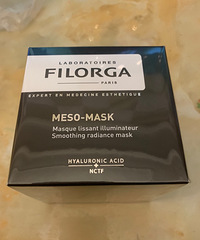 LABORATOIRES
FILORGA
PARIS
EXPERT EN MÉDECINE ESTHÉTIQUE
MESO-MASK
Masque lissant illuminateur
Smoothing radiance mask
HYALURONIC ACID
+
NCTF